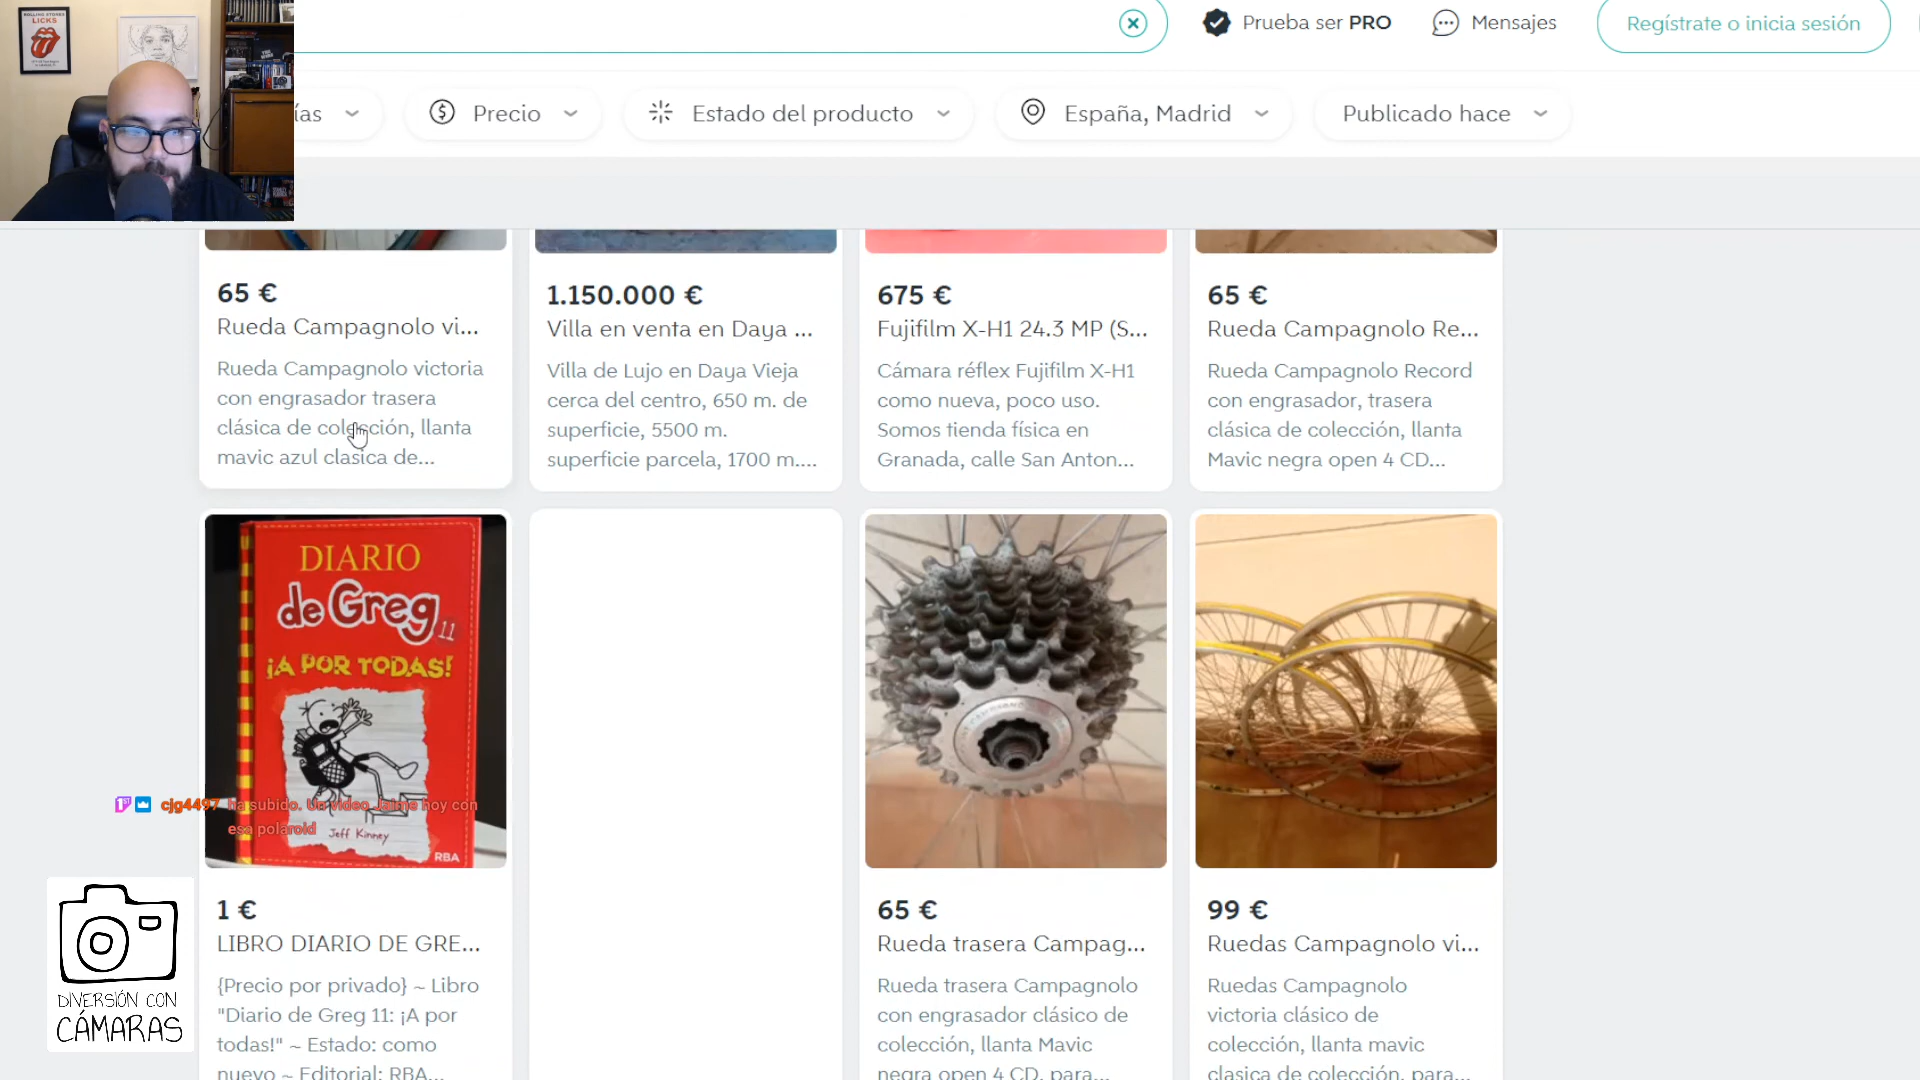 ROLLING STONES
LICKS
Prueba ser PRO
Mensajes
Regístrate o inicia sesión
ías
Precio
Estado del producto
España, Madrid
Publicado hace
65 €
Rueda Campagnolo vi...
Rueda Campagnolo victoria
con engrasador trasera
clásica de colección, llanta
mavic azul clasica de...
1.150.000 €
Villa en venta en Daya ...
Villa de Lujo en Daya Vieja
cerca del centro, 650 m. de
superficie, 5500 m.
superficie parcela, 1700 m....
675 €
Fujifilm X-H1 24.3 MP (S...
Cámara réflex Fujifilm X-H1
como nueva, poco uso.
Somos tienda física en
Granada, calle San Anton...
65 €
Rueda Campagnolo Re...
Rueda Campagnolo Record
con engrasador, trasera
clásica de colección, llanta
Mavic negra open 4 CD...
DIARIO
de Greg 11
¡A POR TODAS!
Jeff Kinney
RBA
cjg4497 ha subido. Un video Jaime hoy con
esa polaroid
1 €
LIBRO DIARIO DE GRE...
{Precio por privado} ~ Libro
"Diario de Greg 11: ¡A por
todas!" ~ Estado: como
nuevo ~ Editorial: RBA...
65 €
Rueda trasera Campag...
Rueda trasera Campagnolo
con engrasador clásico de
colección, llanta Mavic
negra open 4 CD, para...
99 €
Ruedas Campagnolo vi...
Ruedas Campagnolo
victoria clásico de
colección, llanta mavic
clasica de colección, para...
DIVERSIÓN CON
CÁMARAS